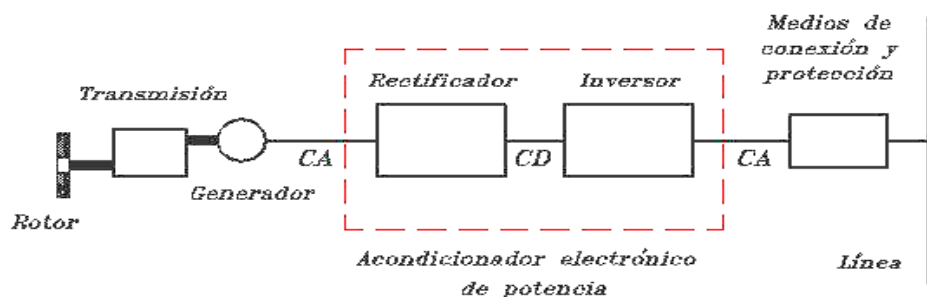 Medios de
conexión y
protección
Rectificador
Inversor
Transmisión
CA
CD
CA
Generador
Rotor
Acondicionador electrónico
de potencia
Línea